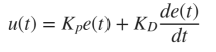 u(t) = K_p e(t) + K_D \frac{de(t)}{dt}